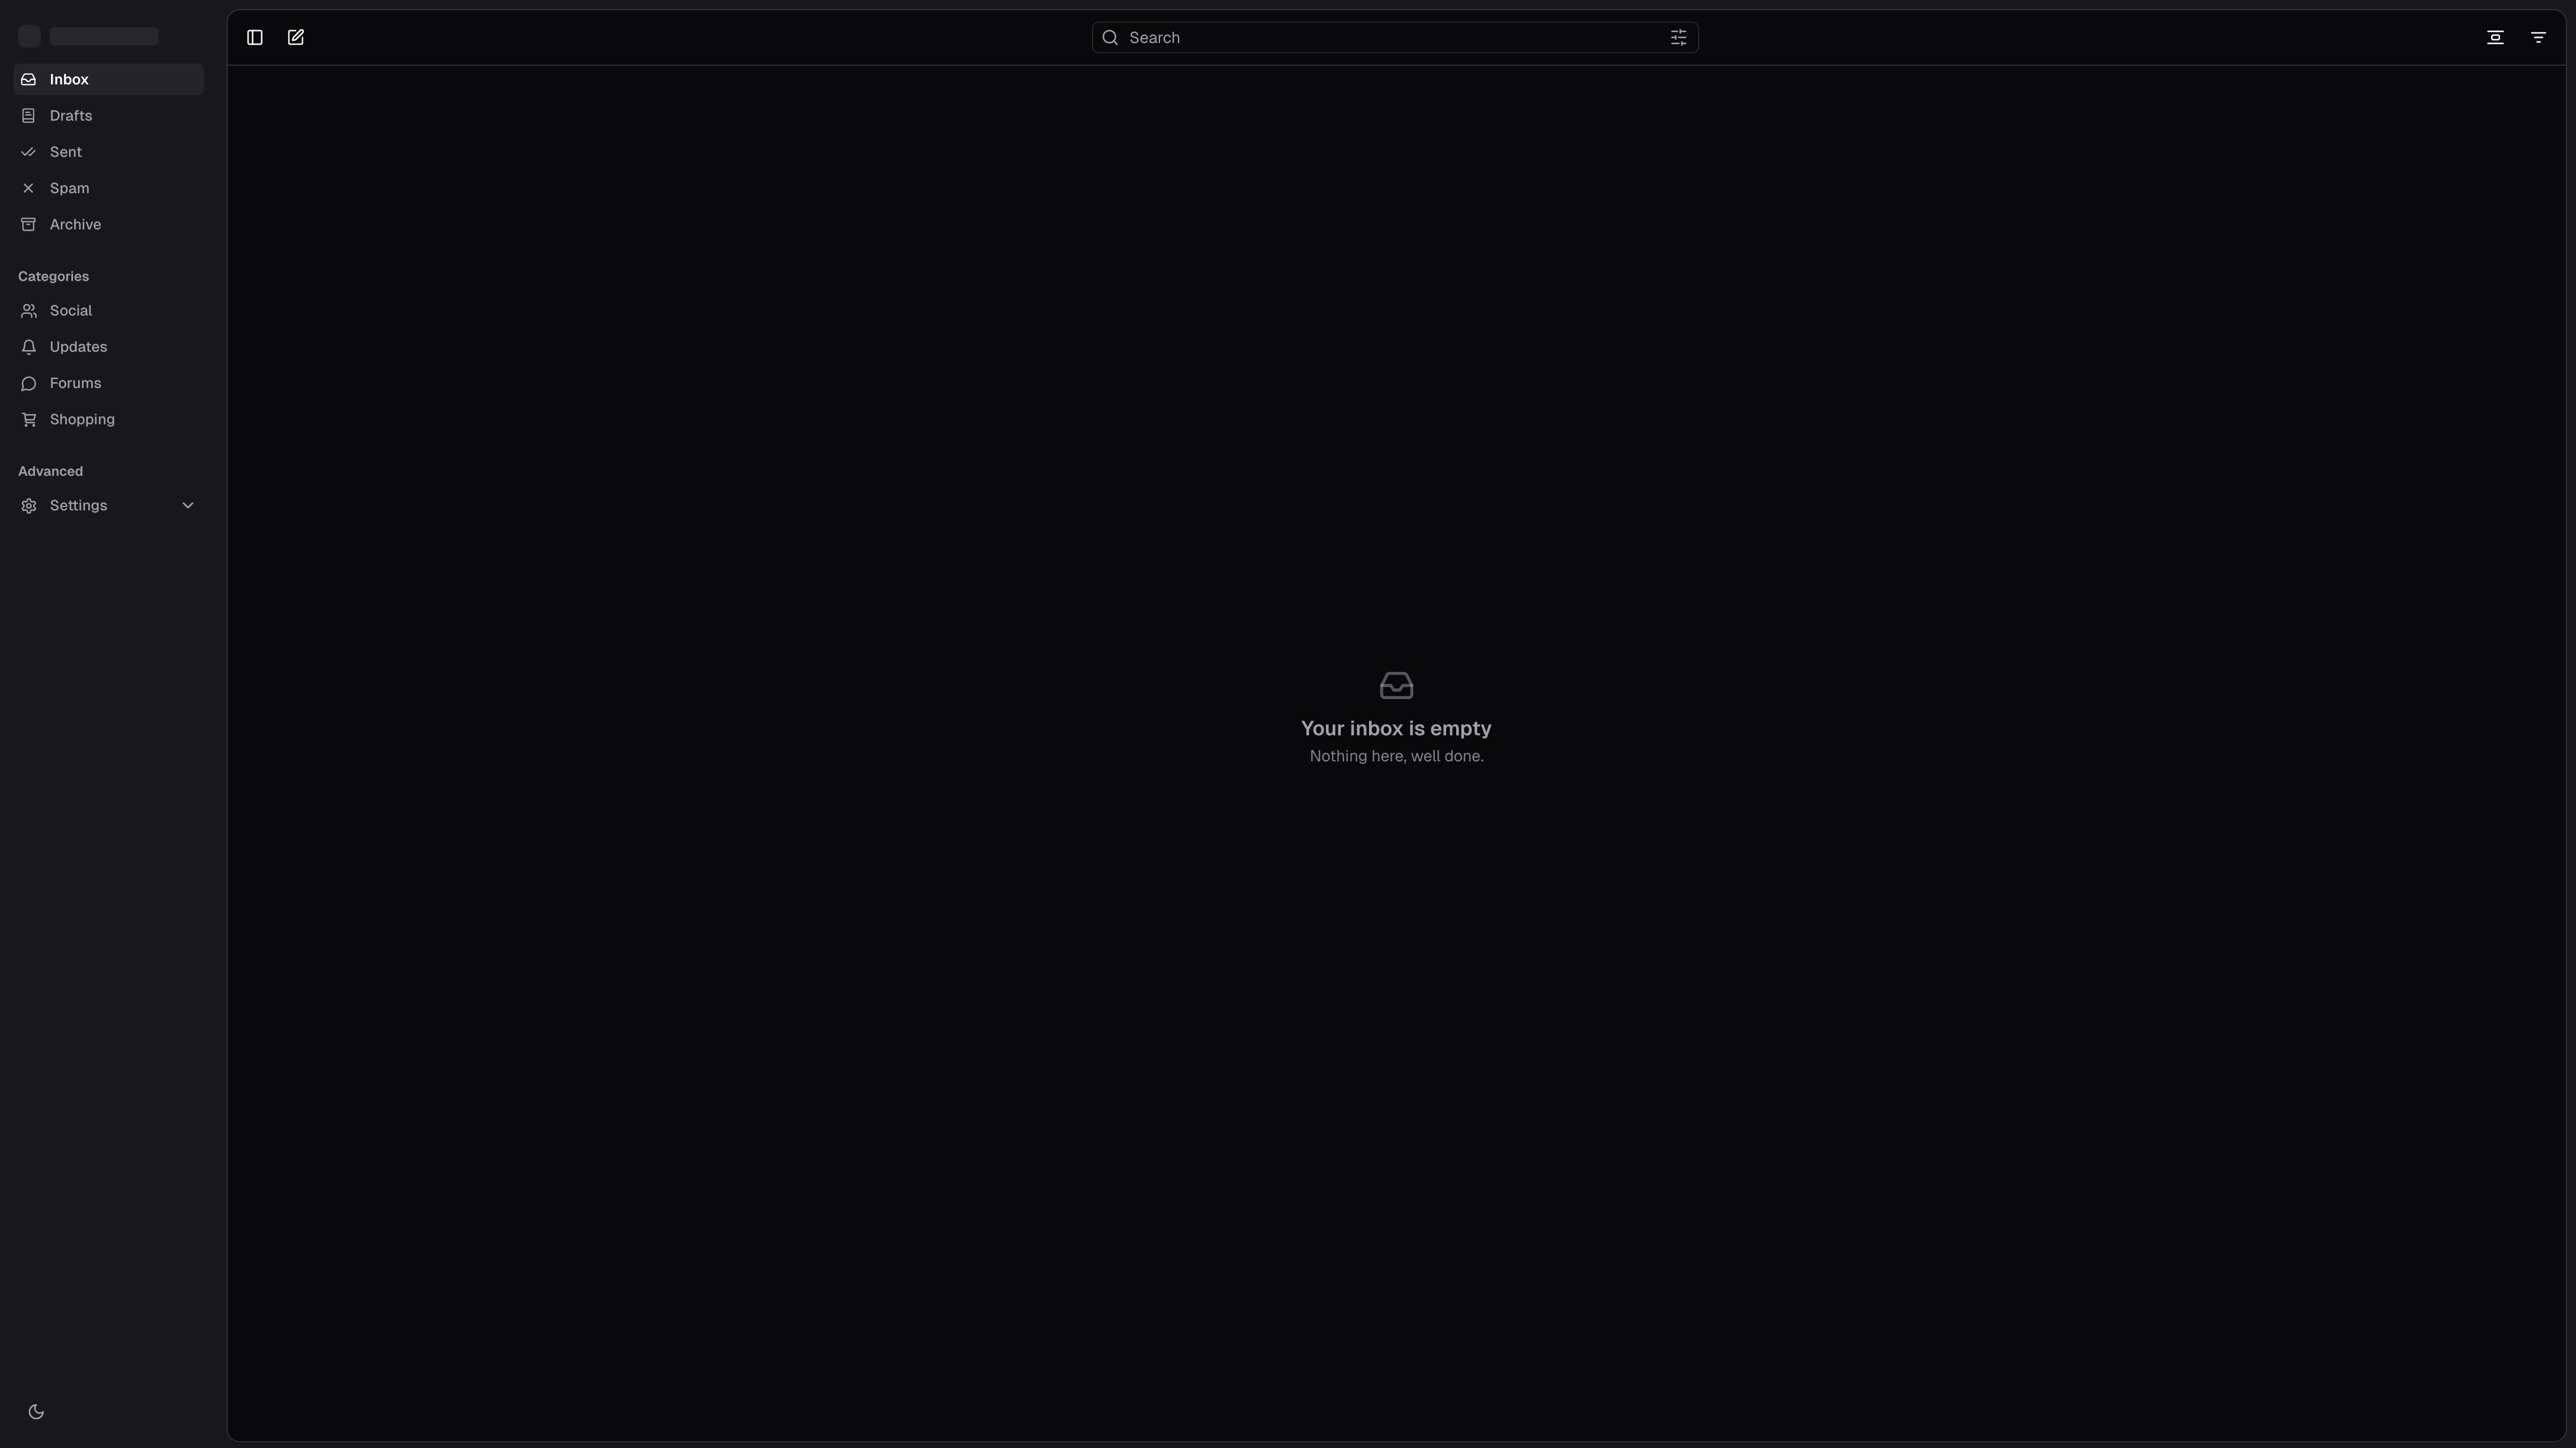 Inbox
Drafts
Sent
Spam
Archive
Categories
Social
Updates
Forums
Shopping
Advanced
Settings
Search
Your inbox is empty
Nothing here, well done.